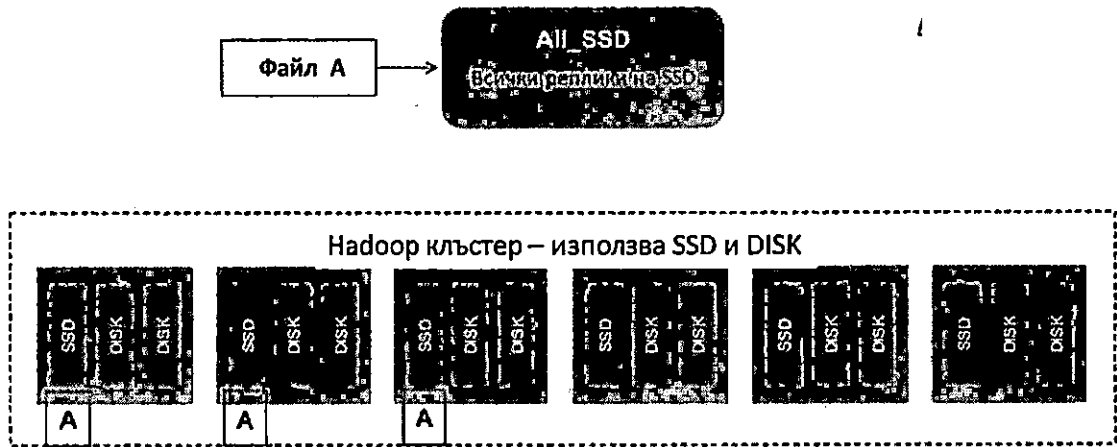 All_SSD
Файл А
Всички реплики на SSD
Hadoop клъстер – използва SSD и DISK
SSD DISK DISK
SSD DISK DISK
SSD DISK DISK
SSD DISK DISK
SSD DISK DISK
SSD DISK DISK
A
A
A